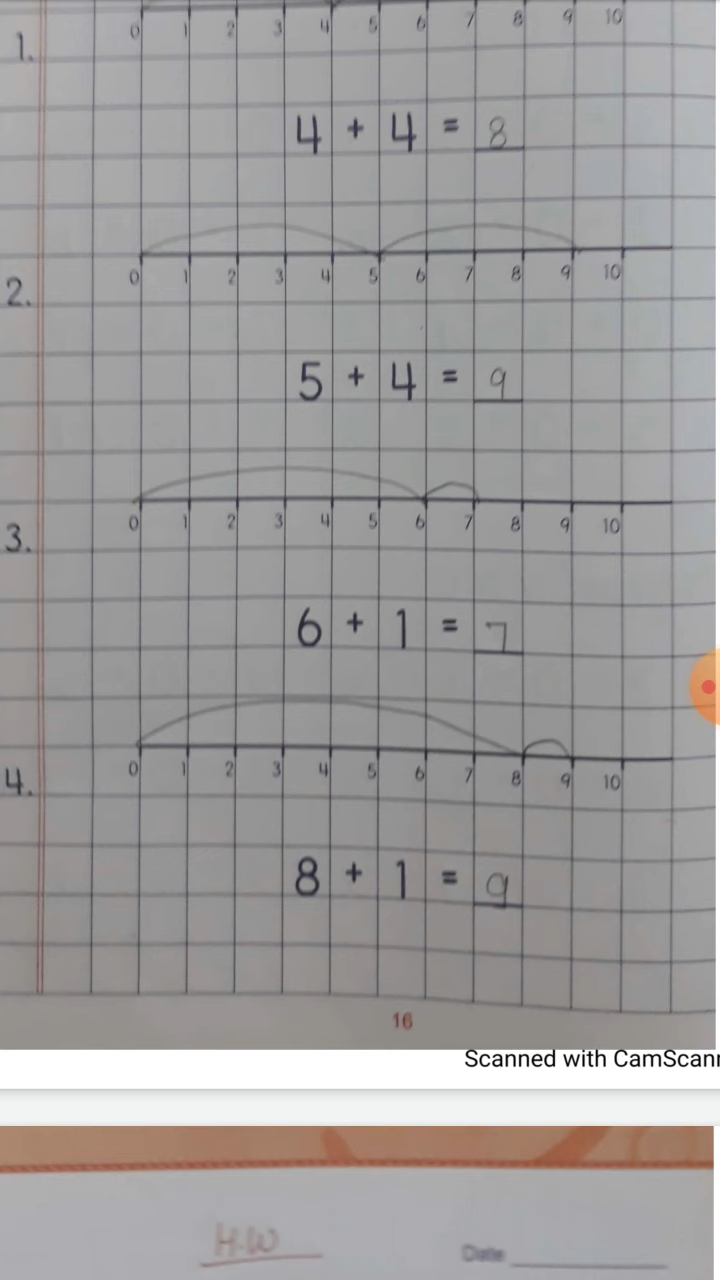 0 1 2 3 4 5 6 7 8 9 10
1.
4 + 4 = 8
0 1 2 3 4 5 6 7 8 9 10
2.
5 + 4 = 9
0 1 2 3 4 5 6 7 8 9 10
3.
6 + 1 = 7
0 1 2 3 4 5 6 7 8 9 10
4.
8 + 1 = 9
16
Scanned with CamScan
H.W
Date